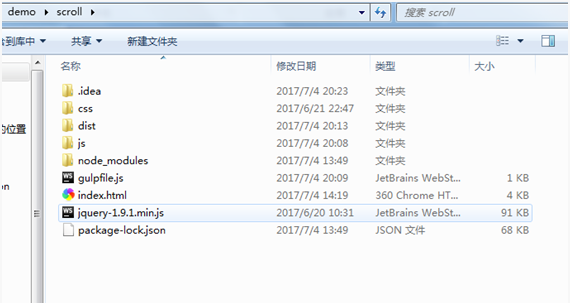 demo ▸ scroll ▸ 搜索 scroll
含到库中 ▾ 共享 ▾ 新建文件夹
名称 修改日期 类型 大小
.idea 2017/7/4 20:23 文件夹
css 2017/6/21 22:47 文件夹
dist 2017/7/4 20:13 文件夹
js 2017/7/4 20:08 文件夹
的位置
node_modules 2017/7/4 13:49 文件夹
gulpfile.js 2017/7/4 20:09 JetBrains WebSt... 1 KB
on
index.html 2017/7/4 14:19 360 Chrome HT... 4 KB
jquery-1.9.1.min.js 2017/6/20 10:31 JetBrains WebSt... 91 KB
package-lock.json 2017/7/4 13:49 JSON 文件 68 KB